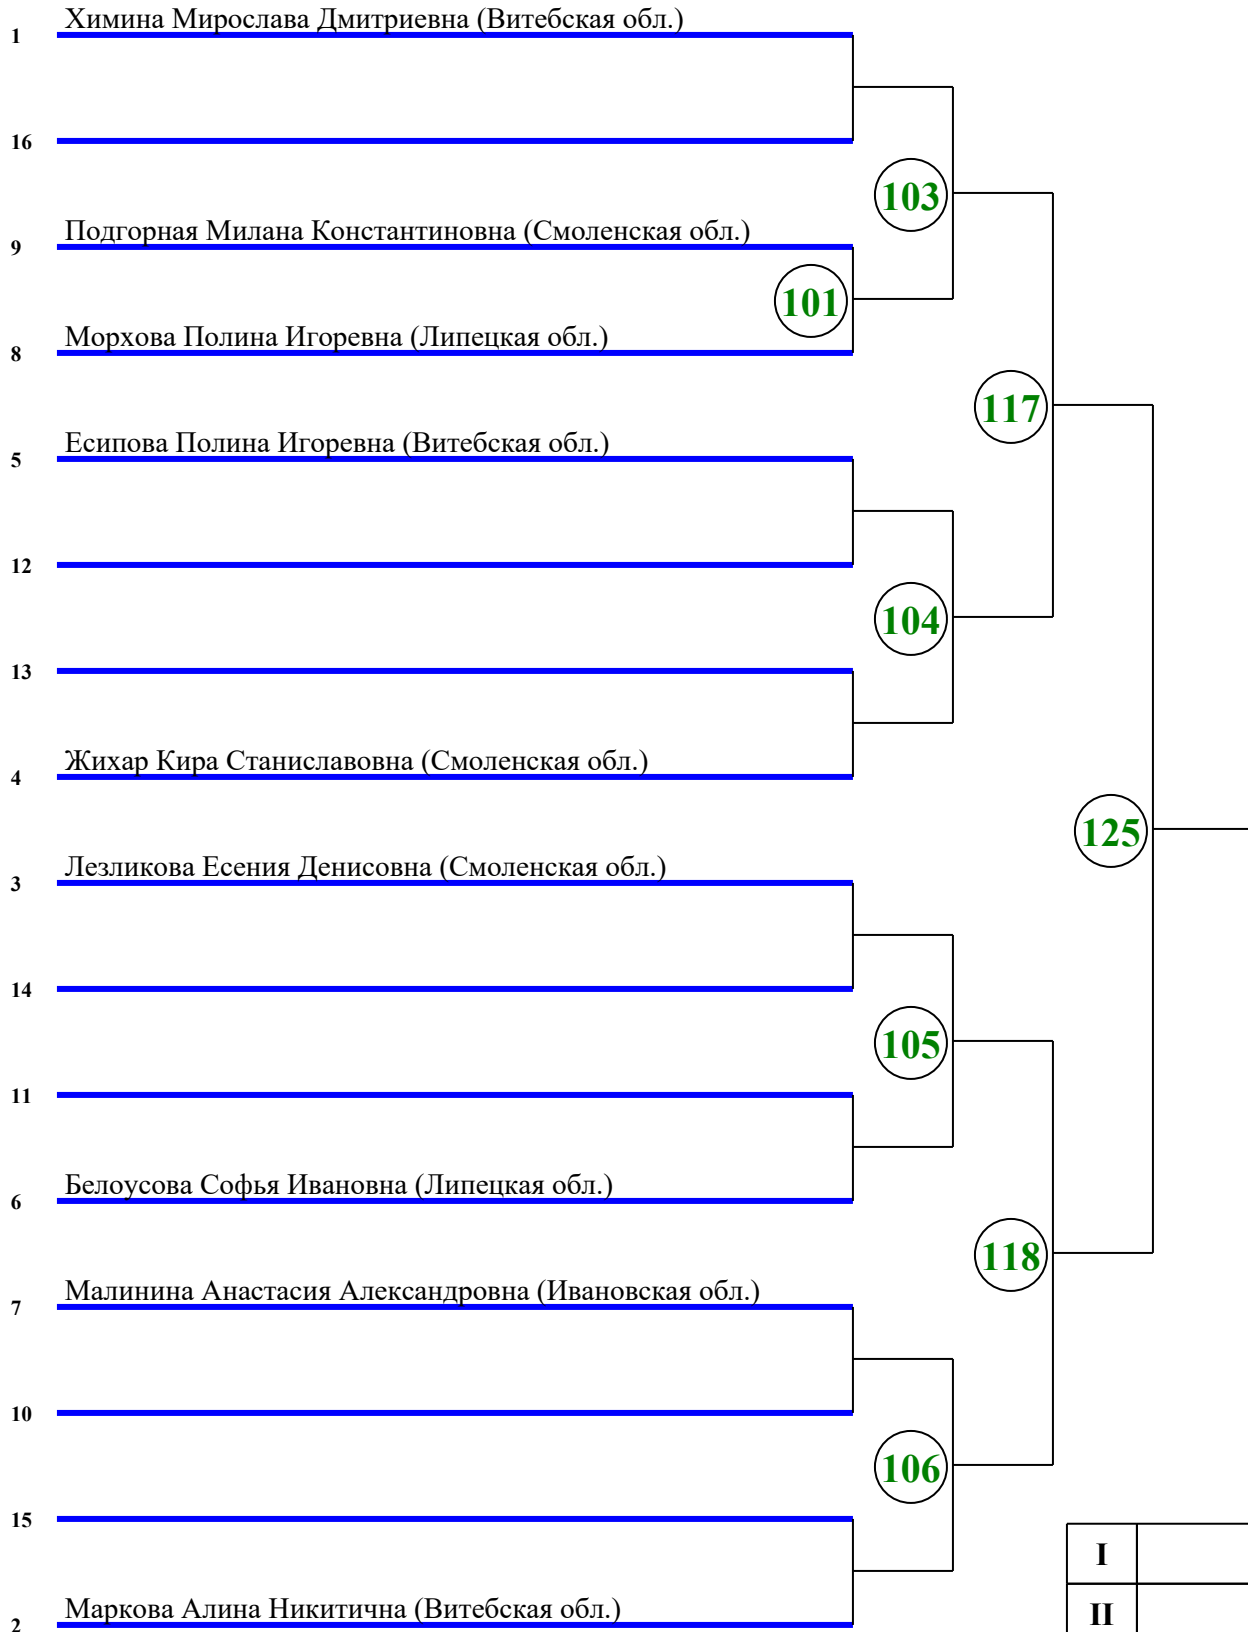 Химина Мирослава Дмитриевна (Витебская обл.)
1
16
103
Подгорная Милана Константиновна (Смоленская обл.)
9
101
Морхова Полина Игоревна (Липецкая обл.)
8
117
Есипова Полина Игоревна (Витебская обл.)
5
12
104
13
Жихар Кира Станиславовна (Смоленская обл.)
4
125
Лезликова Есения Денисовна (Смоленская обл.)
3
14
105
11
Белоусова Софья Ивановна (Липецкая обл.)
6
118
Малинина Анастасия Александровна (Ивановская обл.)
7
10
106
15
I
Маркова Алина Никитична (Витебская обл.)
2
II